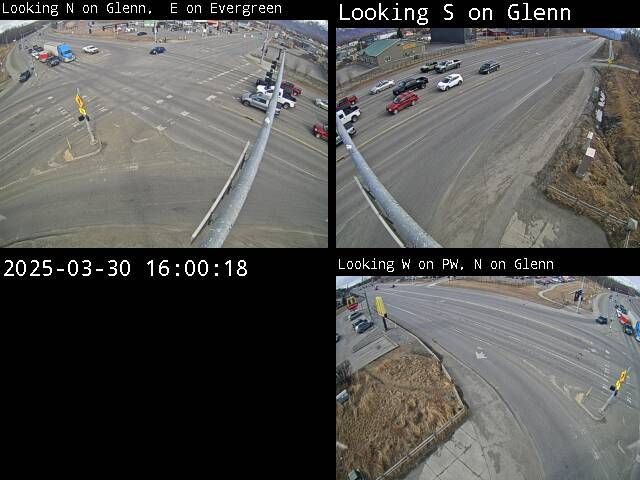 Looking N on Glenn,  E on Evergreen
Looking S on Glenn
2025-03-30 16:00:18
Looking W on PW, N on Glenn